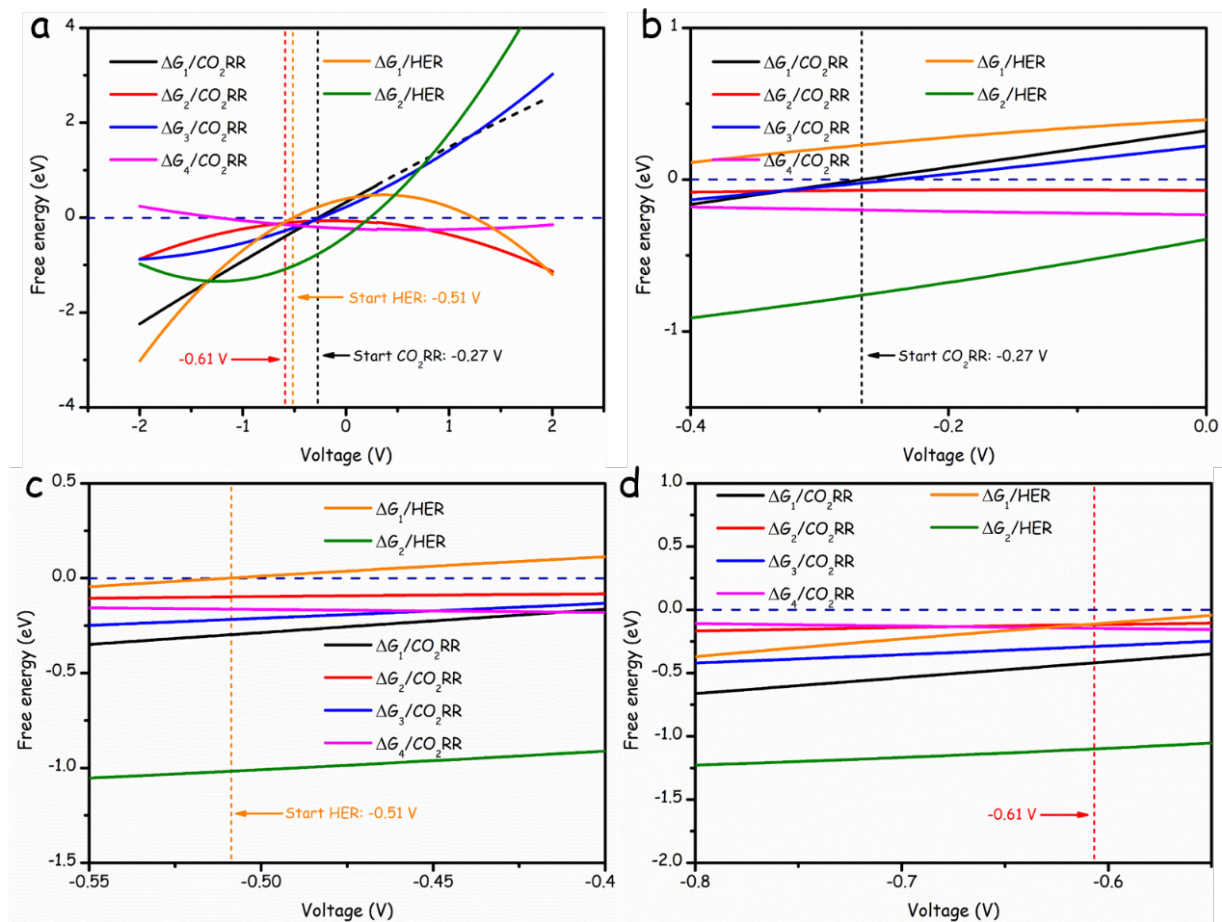 a
ΔG₁/CO₂RR
ΔG₂/CO₂RR
ΔG₃/CO₂RR
ΔG₄/CO₂RR
ΔG₁/HER
ΔG₂/HER
Start HER: -0.51 V
-0.61 V
Start CO₂RR: -0.27 V
4
2
0
-2
-4
-2
-1
0
1
2
Free energy (eV)
Voltage (V)
b
ΔG₁/CO₂RR
ΔG₂/CO₂RR
ΔG₃/CO₂RR
ΔG₄/CO₂RR
ΔG₁/HER
ΔG₂/HER
Start CO₂RR: -0.27 V
1
0
-1
-0.4
-0.2
0.0
Free energy (eV)
Voltage (V)
c
ΔG₁/HER
ΔG₂/HER
ΔG₁/CO₂RR
ΔG₂/CO₂RR
ΔG₃/CO₂RR
ΔG₄/CO₂RR
Start HER: -0.51 V
0.5
0.0
-0.5
-1.0
-1.5
-0.55
-0.50
-0.45
-0.4
Free energy (eV)
Voltage (V)
d
ΔG₁/CO₂RR
ΔG₂/CO₂RR
ΔG₃/CO₂RR
ΔG₄/CO₂RR
ΔG₁/HER
ΔG₂/HER
-0.61 V
1.0
0.5
0.0
-0.5
-1.0
-1.5
-2.0
-0.8
-0.7
-0.6
Free energy (eV)
Voltage (V)